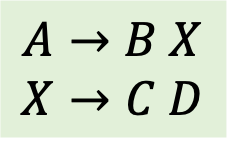 A → B X
X → C D